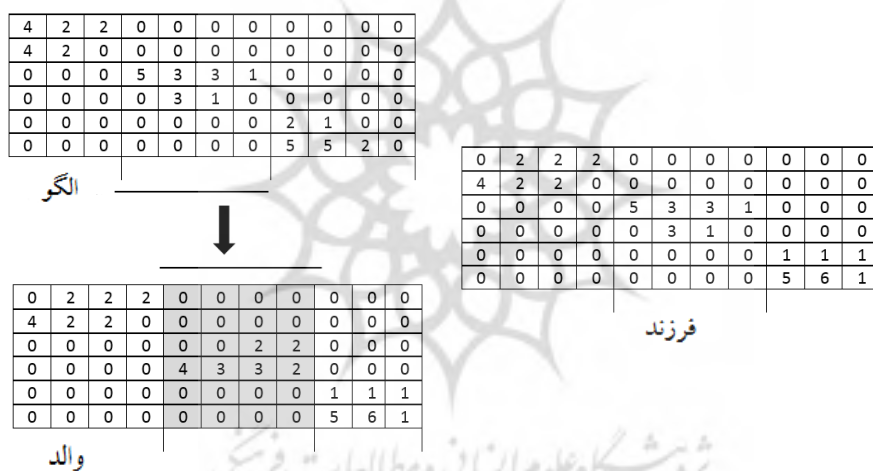 4 2 2 0 0 0 0 0 0 0 0
4 2 0 0 0 0 0 0 0 0 0
0 0 0 5 3 3 1 0 0 0 0
0 0 0 0 3 1 0 0 0 0 0
0 0 0 0 0 0 0 2 1 0 0
0 0 0 0 0 0 0 5 5 2 0
الگو
0 2 2 2 0 0 0 0 0 0 0
4 2 2 0 0 0 0 0 0 0 0
0 0 0 0 0 0 2 2 0 0 0
0 0 0 0 4 3 3 2 0 0 0
0 0 0 0 0 0 0 0 1 1 1
0 0 0 0 0 0 0 0 5 6 1
والد
0 2 2 2 0 0 0 0 0 0 0
4 2 2 0 0 0 0 0 0 0 0
0 0 0 0 5 3 3 1 0 0 0
0 0 0 0 0 3 1 0 0 0 0
0 0 0 0 0 0 0 0 1 1 1
0 0 0 0 0 0 0 0 5 6 1
فرزند